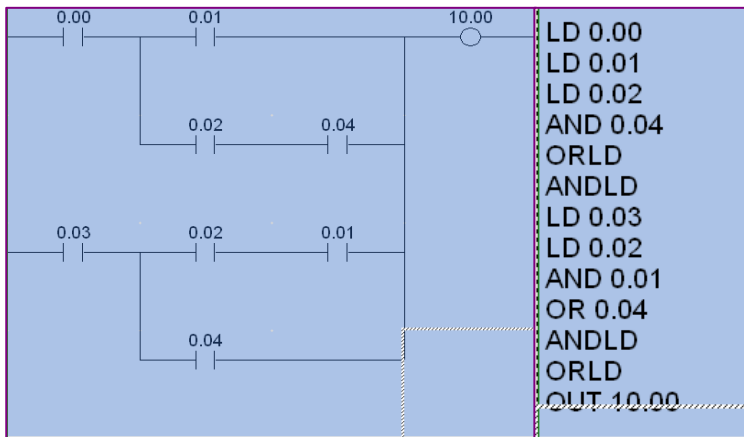 0.00 0.01 10.00
0.02 0.04
0.03 0.02 0.01
0.04
LD 0.00
LD 0.01
LD 0.02
AND 0.04
ORLD
ANDLD
LD 0.03
LD 0.02
AND 0.01
OR 0.04
ANDLD
ORLD
OUT 10.00